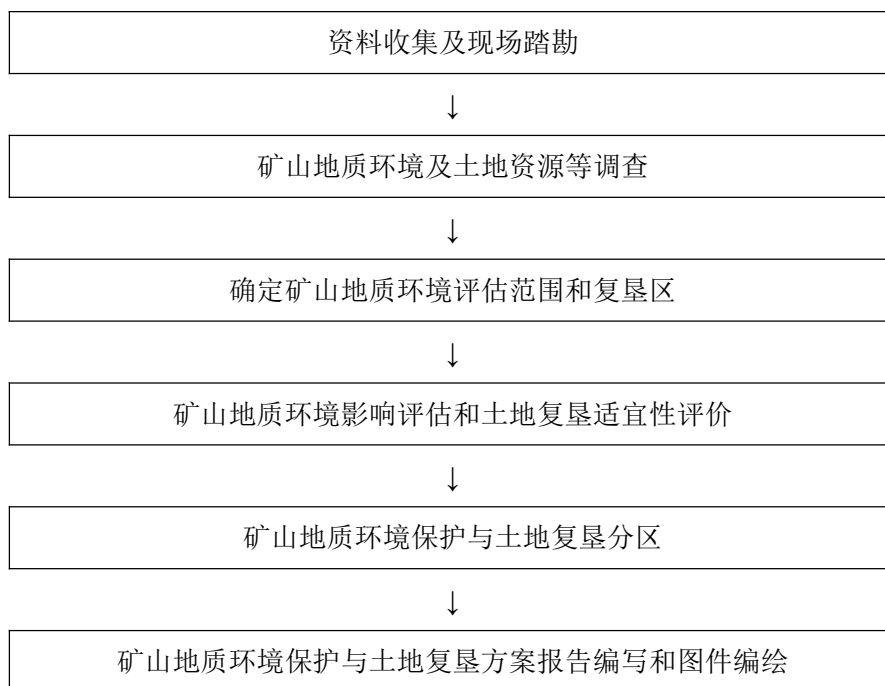 资料收集及现场踏勘
↓
矿山地质环境及土地资源等调查
↓
确定矿山地质环境评估范围和复垦区
↓
矿山地质环境影响评估和土地复垦适宜性评价
↓
矿山地质环境保护与土地复垦分区
↓
矿山地质环境保护与土地复垦方案报告编写和图件编绘